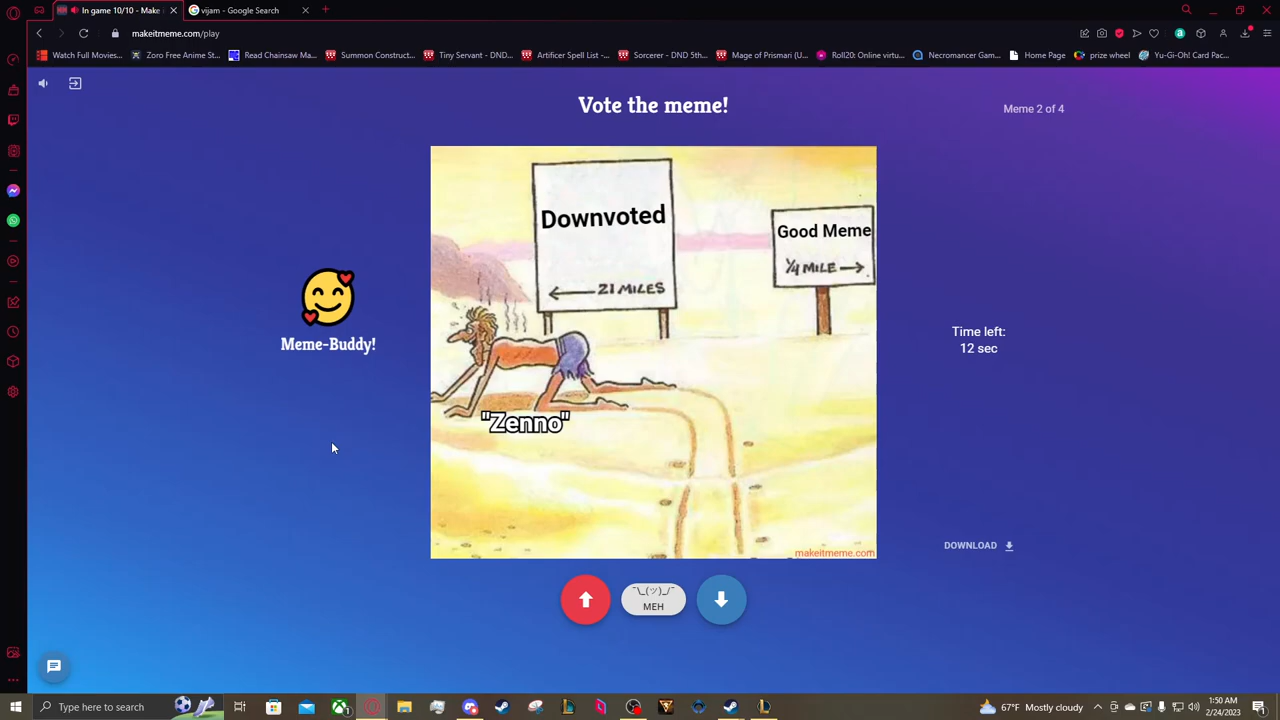 In game 10/10 - Make
vijam - Google Search
makeitmeme.com/play
Watch Full Movies...
Zoro Free Anime St...
Read Chainsaw Ma...
Summon Construct...
Tiny Servant - DND...
Artificer Spell List -...
Sorcerer - DND 5th...
Mage of Prismari (U...
Roll20: Online virtu...
Necromancer Gam...
Home Page
prize wheel
Yu-Gi-Oh! Card Pac...
Vote the meme!
Meme 2 of 4
Downvoted
21 MILES
Good Meme
1/4 MILE
Meme-Buddy!
Time left:
12 sec
"Zenno"
makeitmeme.com
DOWNLOAD
¯\_(ツ)_/¯
MEH
Type here to search
67°F Mostly cloudy
1:50 AM
2/24/2023